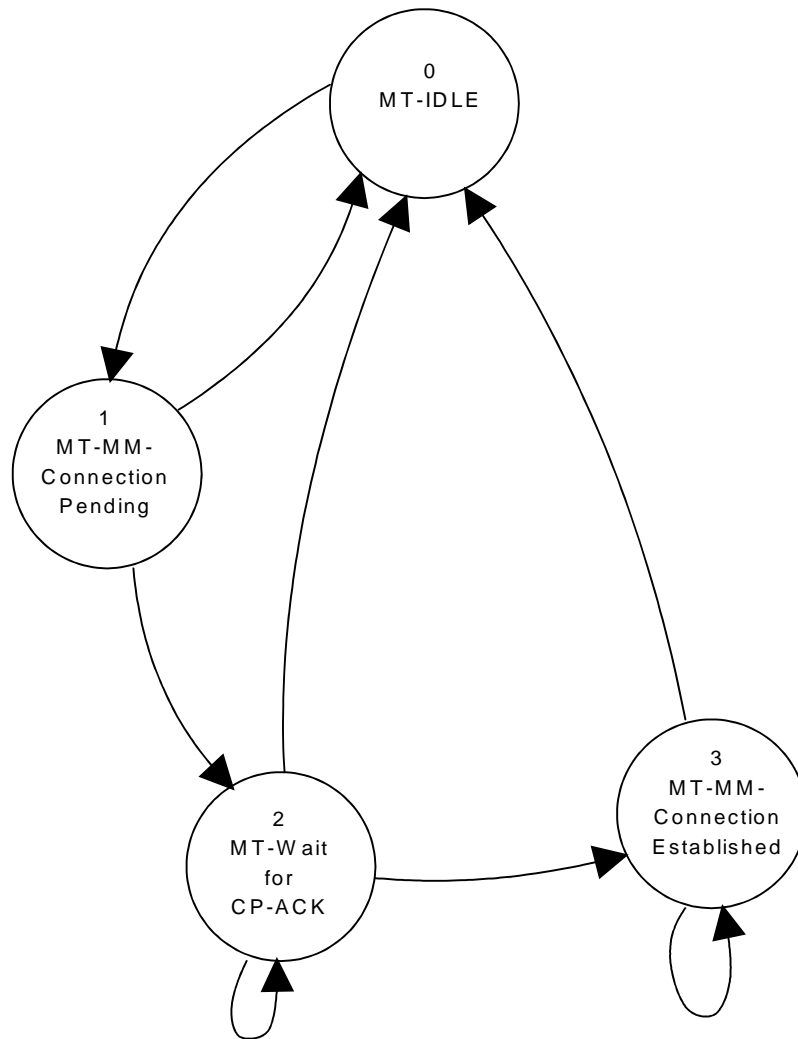 0
MT-IDLE
1
MT-MM-
Connection
Pending
2
MT-Wait
for
CP-ACK
3
MT-MM-
Connection
Established